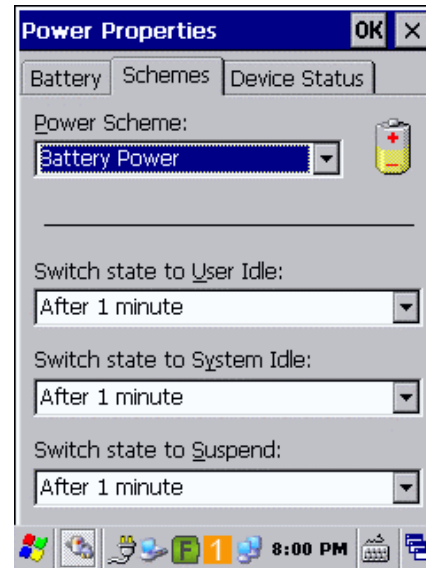 Power Properties OK ×
Battery Schemes Device Status
Power Scheme:
Battery Power
Switch state to User Idle:
After 1 minute
Switch state to System Idle:
After 1 minute
Switch state to Suspend:
After 1 minute
F 1 8:00 PM